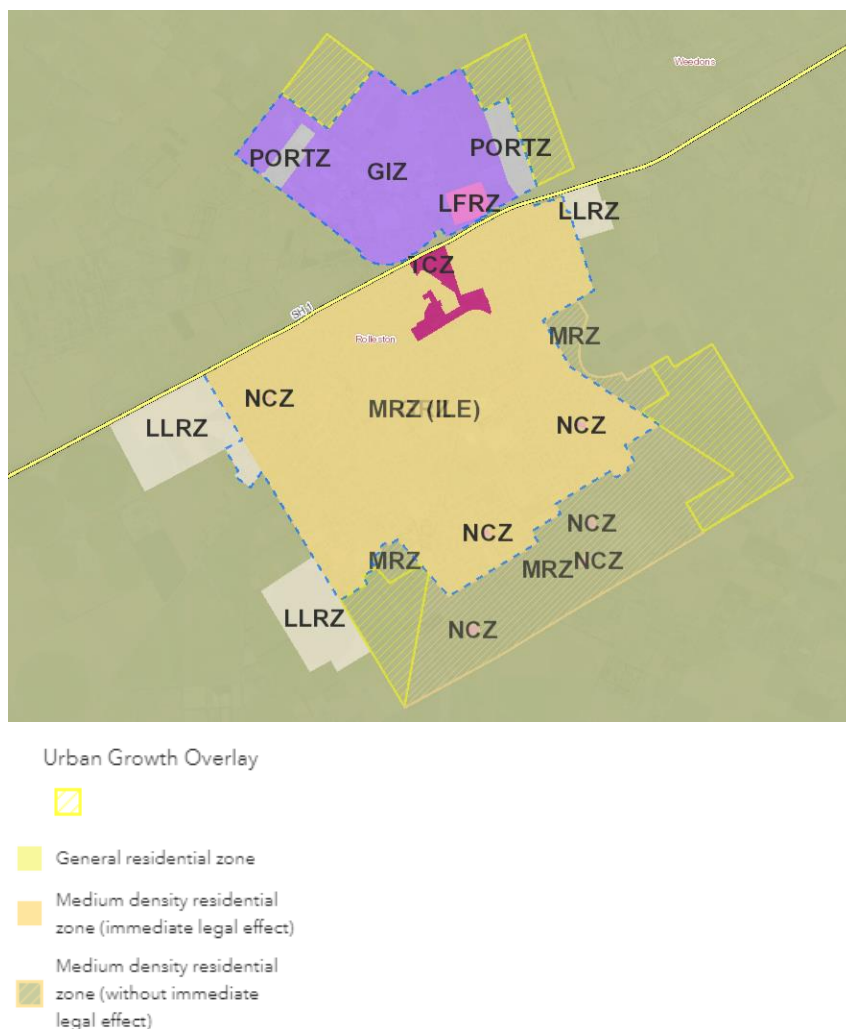 Weedons
PORTZ
PORTZ
GIZ
LFRZ
LLRZ
TCZ
SH 1
MRZ
Rolleston
NCZ
MRZ (ILE)
LLRZ
NCZ
NCZ
NCZ
MRZ
MRZ NCZ
LLRZ
NCZ
Urban Growth Overlay
General residential zone
Medium density residential
zone (immediate legal effect)
Medium density residential
zone (without immediate
legal effect)